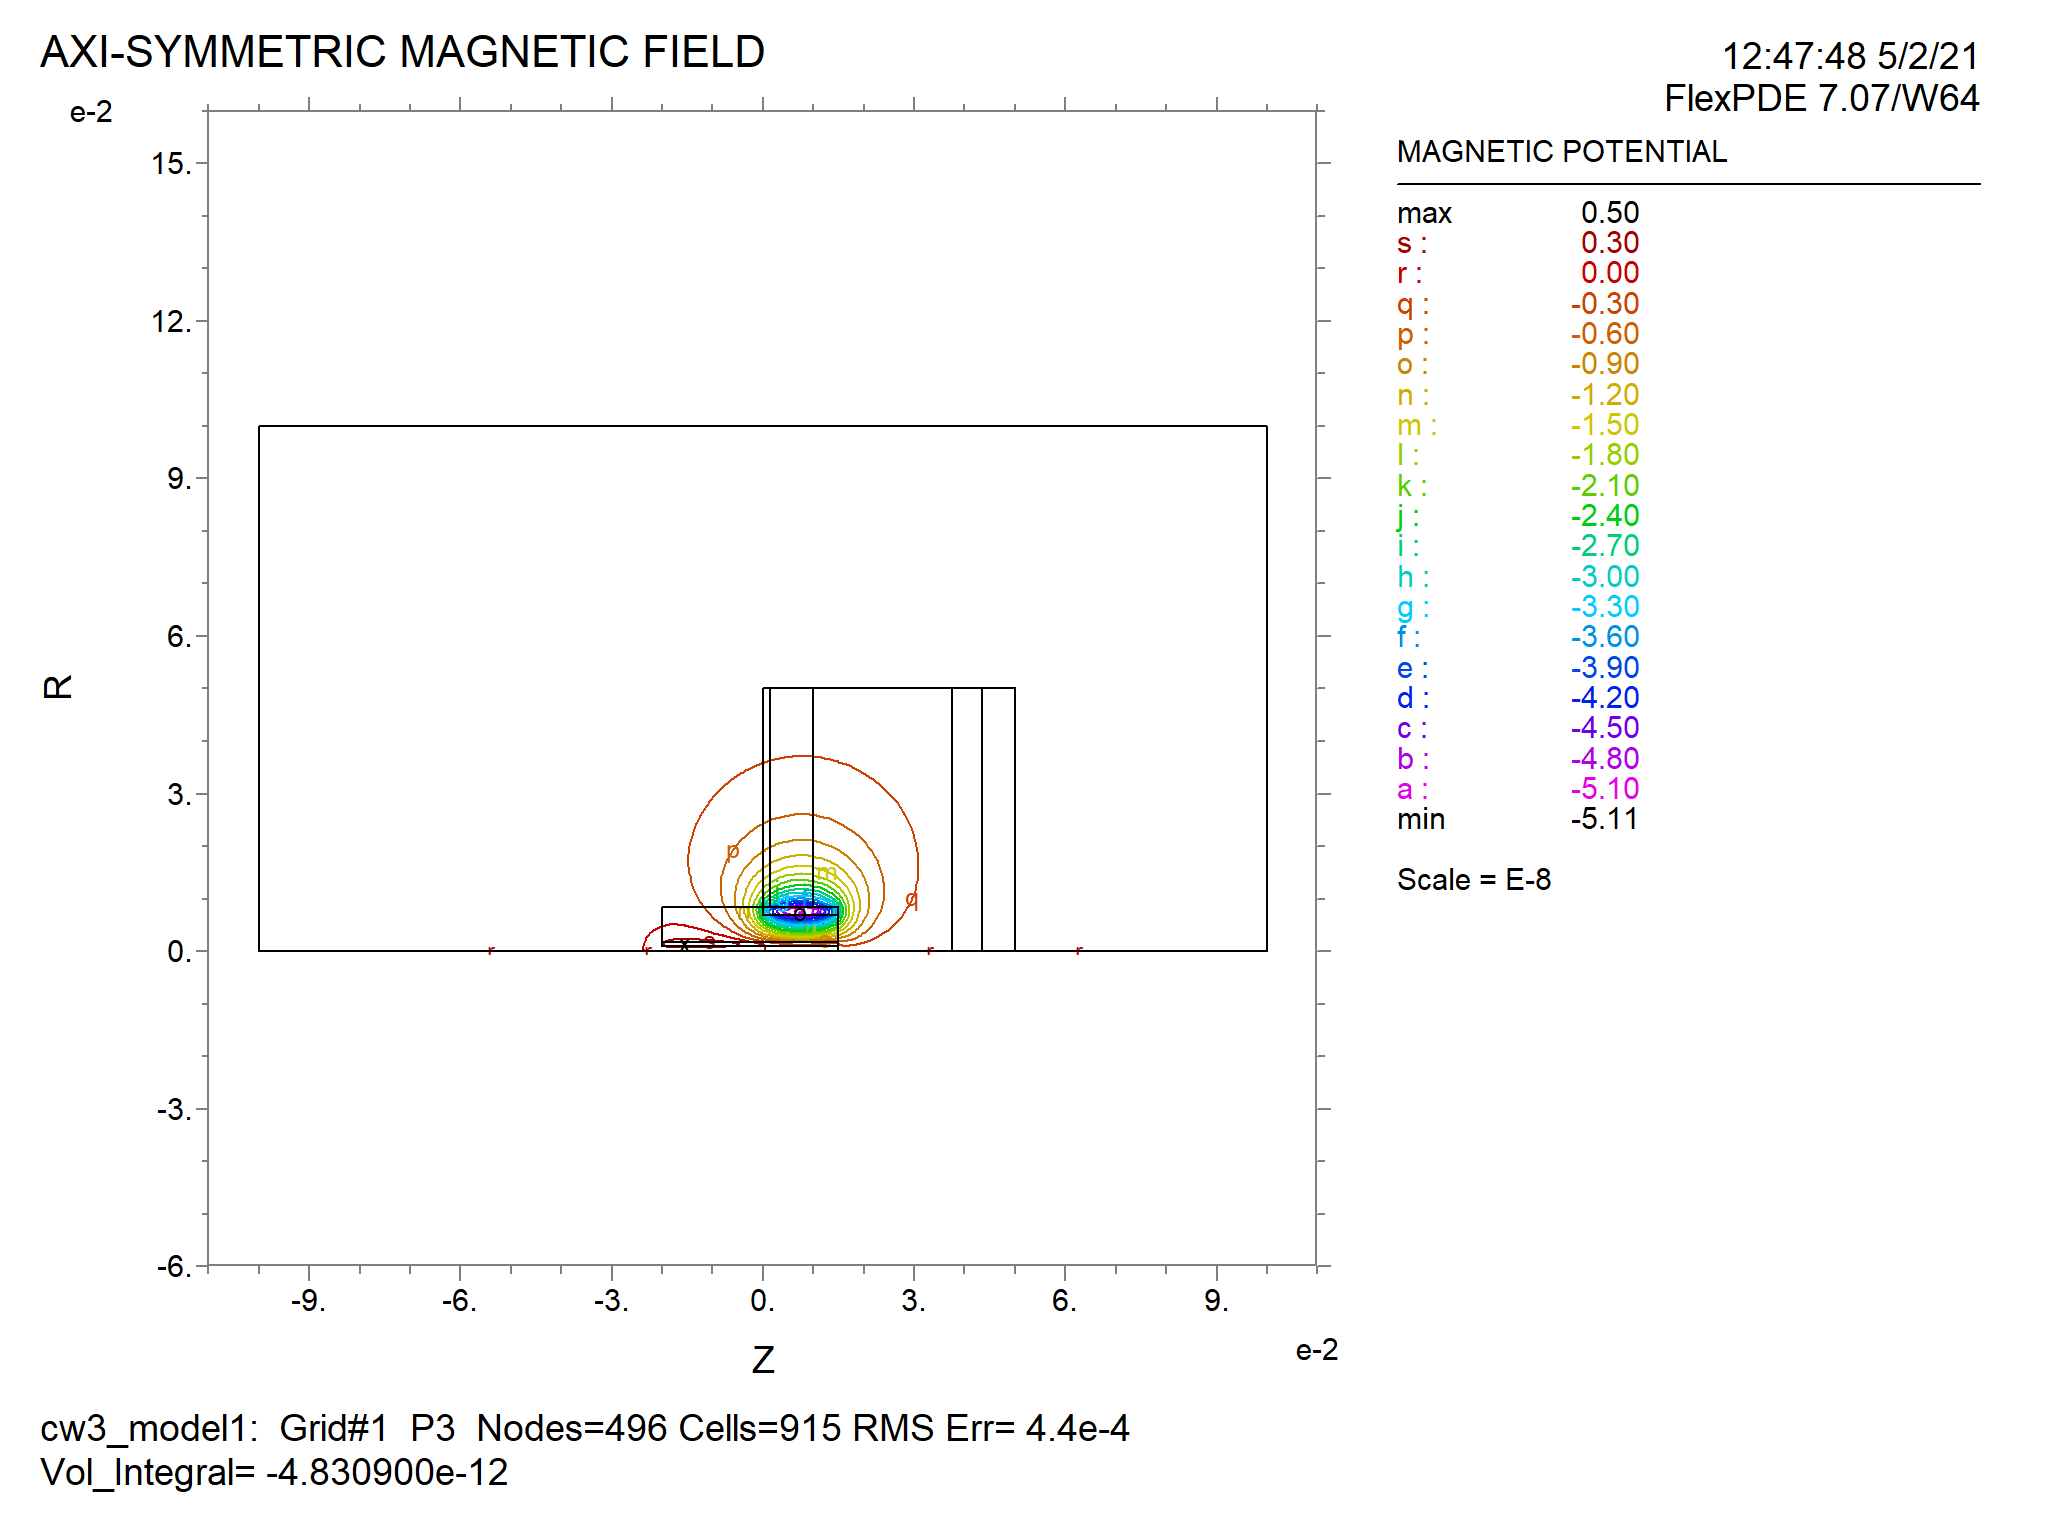 AXI-SYMMETRIC MAGNETIC FIELD
12:47:48 5/2/21
FlexPDE 7.07/W64
MAGNETIC POTENTIAL
max 0.50
s : 0.30
r : 0.00
q : -0.30
p : -0.60
o : -0.90
n : -1.20
m : -1.50
l : -1.80
k : -2.10
j : -2.40
i : -2.70
h : -3.00
g : -3.30
f : -3.60
e : -3.90
d : -4.20
c : -4.50
b : -4.80
a : -5.10
min -5.11
Scale = E-8
e-2
15.
12.
9.
6.
3.
0.
-3.
-6.
R
p
m
q
o
x
r
r
r
r
-9.
-6.
-3.
0.
3.
6.
9.
Z
e-2
cw3_model1: Grid#1 P3 Nodes=496 Cells=915 RMS Err= 4.4e-4
Vol_Integral= -4.830900e-12